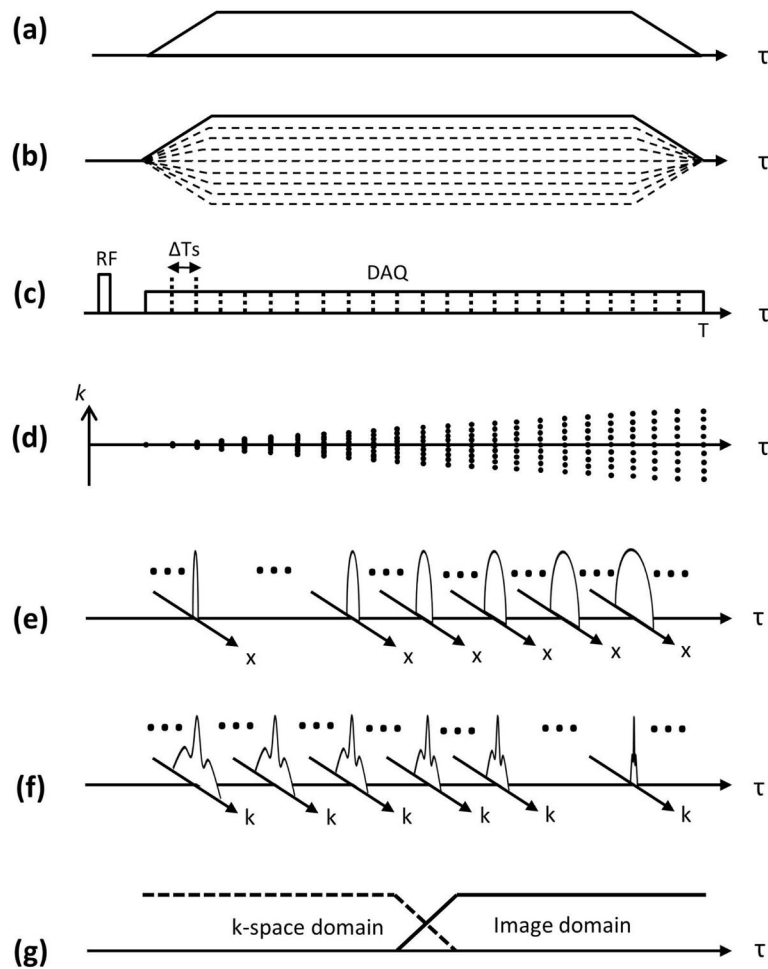 (a)
τ
(b)
τ
RF
ΔTs
DAQ
(c)
T
τ
k
(d)
τ
(e)
x
x
x
x
x
x
τ
(f)
k
k
k
k
k
k
τ
(g)
k-space domain
Image domain
τ